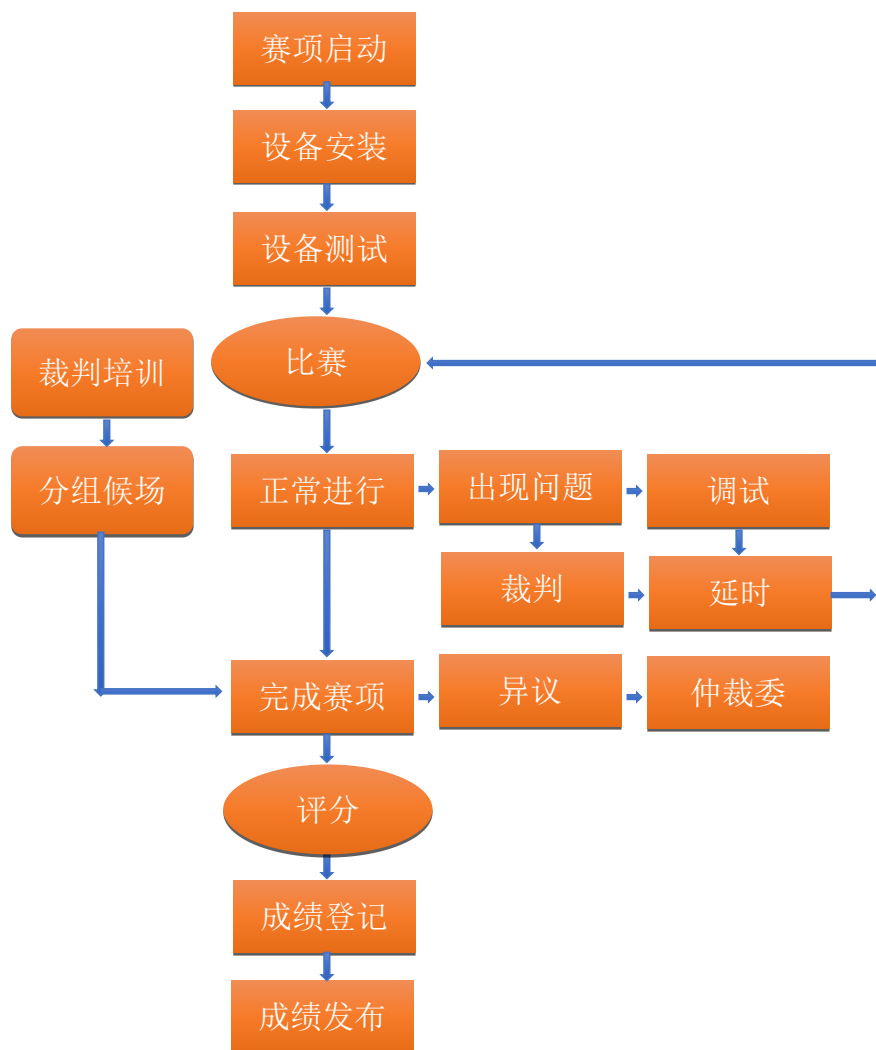 赛项启动
设备安装
设备测试
比赛
裁判培训
分组候场
正常进行
出现问题
调试
裁判
延时
完成赛项
异议
仲裁委
评分
成绩登记
成绩发布